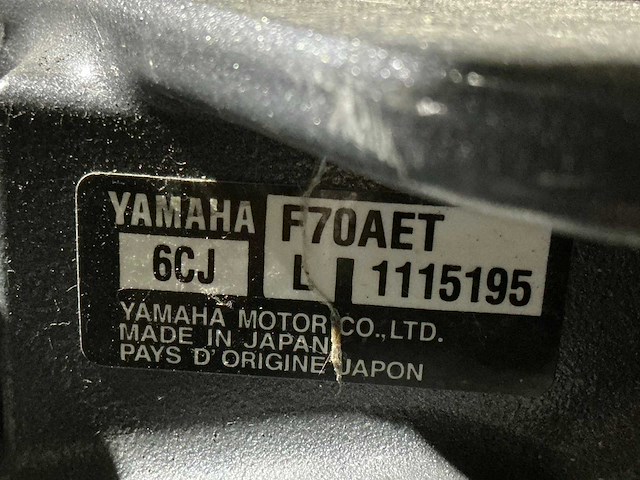 YAMAHA F70AET
6CJ L 1115195
YAMAHA MOTOR CO., LTD.
MADE IN JAPAN
PAYS D'ORIGINE JAPON